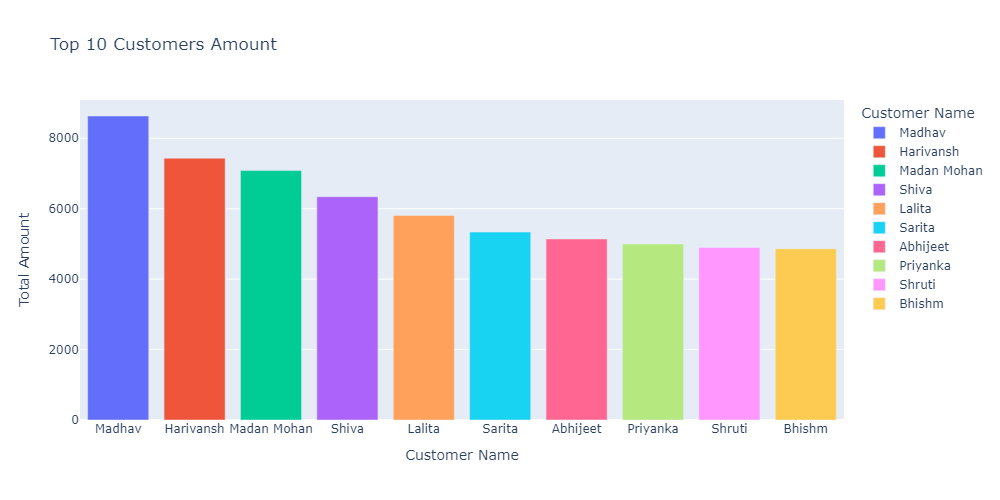 Top 10 Customers Amount
Total Amount
8000
6000
4000
2000
0
Madhav Harivansh Madan Mohan Shiva Lalita Sarita Abhijeet Priyanka Shruti Bhishm
Customer Name
Customer Name
Madhav
Harivansh
Madan Mohan
Shiva
Lalita
Sarita
Abhijeet
Priyanka
Shruti
Bhishm